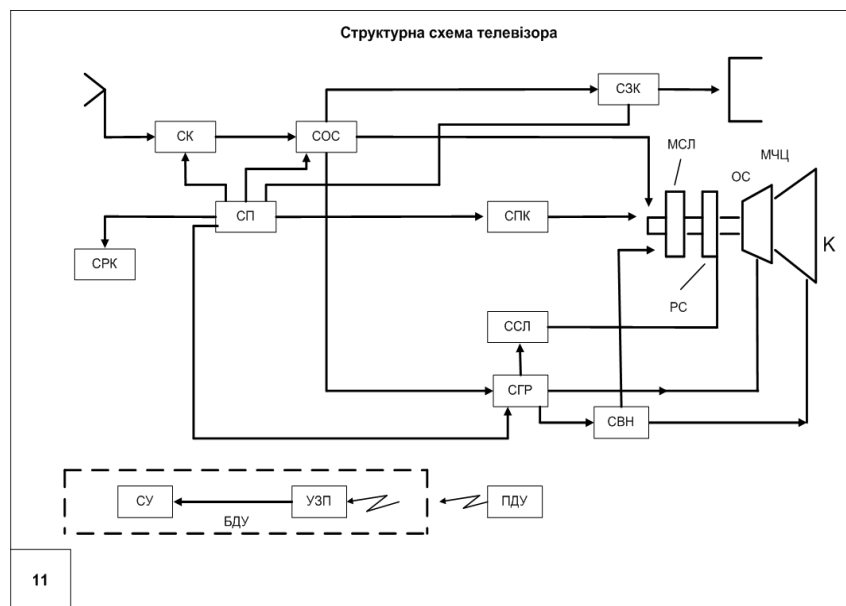 Структурна схема телевізора
СЗК
СК
СОС
МСЛ
МЧЦ
ОС
СП
СПК
К
СРК
РС
ССЛ
СГР
СВН
СУ
УЗП
ПДУ
БДУ
11